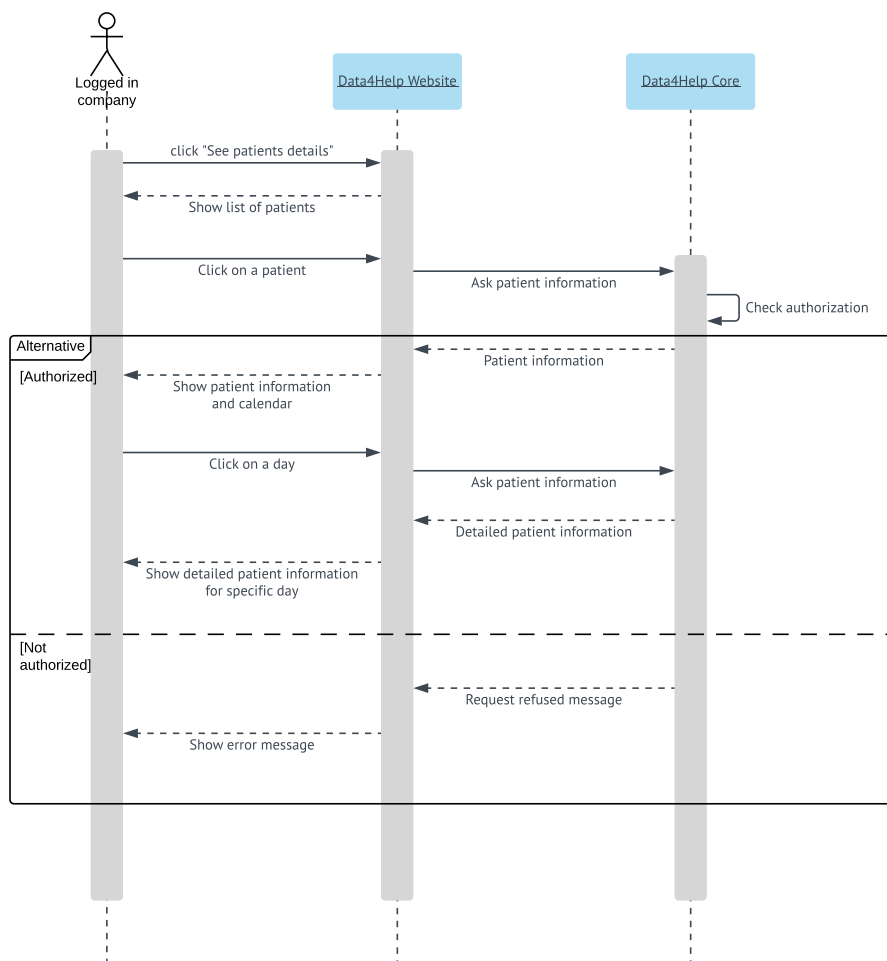 Logged in
company
Data4Help Website
Data4Help Core
click "See patients details"
Show list of patients
Click on a patient
Ask patient information
Check authorization
Alternative
[Authorized]
Patient information
Show patient information
and calendar
Click on a day
Ask patient information
Detailed patient information
Show detailed patient information
for specific day
[Not
authorized]
Request refused message
Show error message